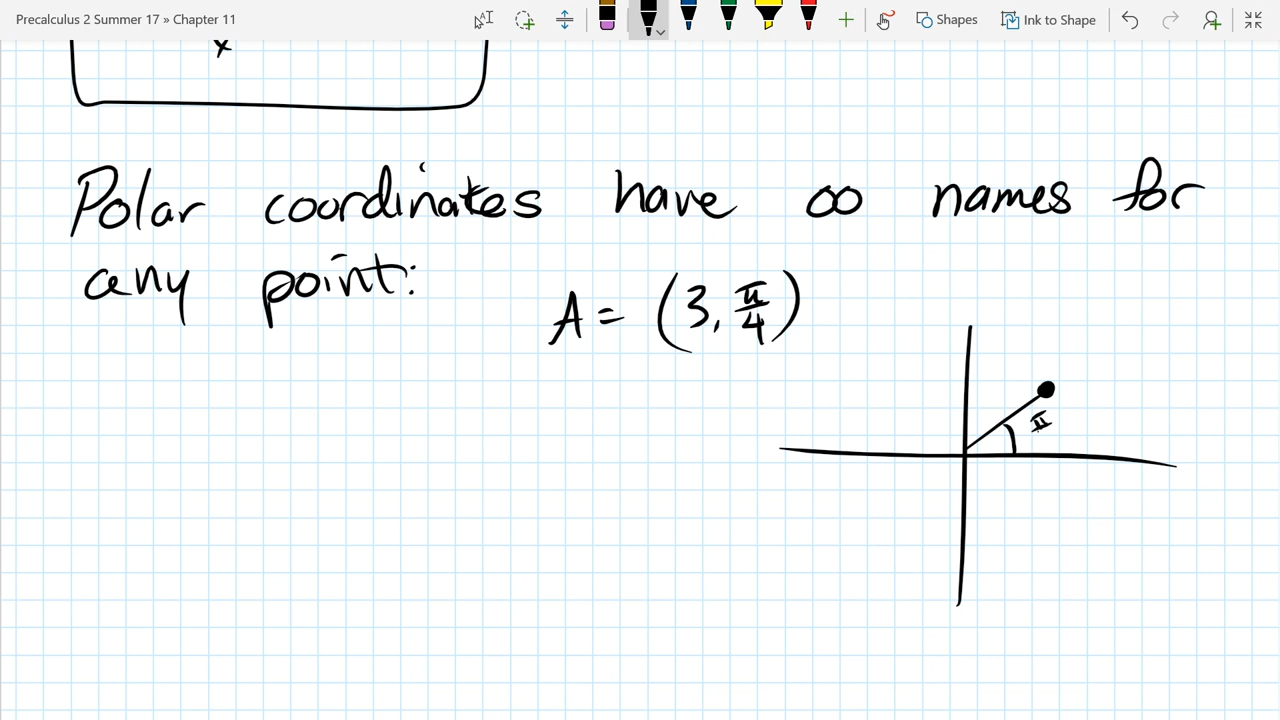 Precalculus 2 Summer 17 » Chapter 11
Shapes
Ink to Shape
x
Polar coordinates have ∞ names for
any point:
A = (3, π/4)
π